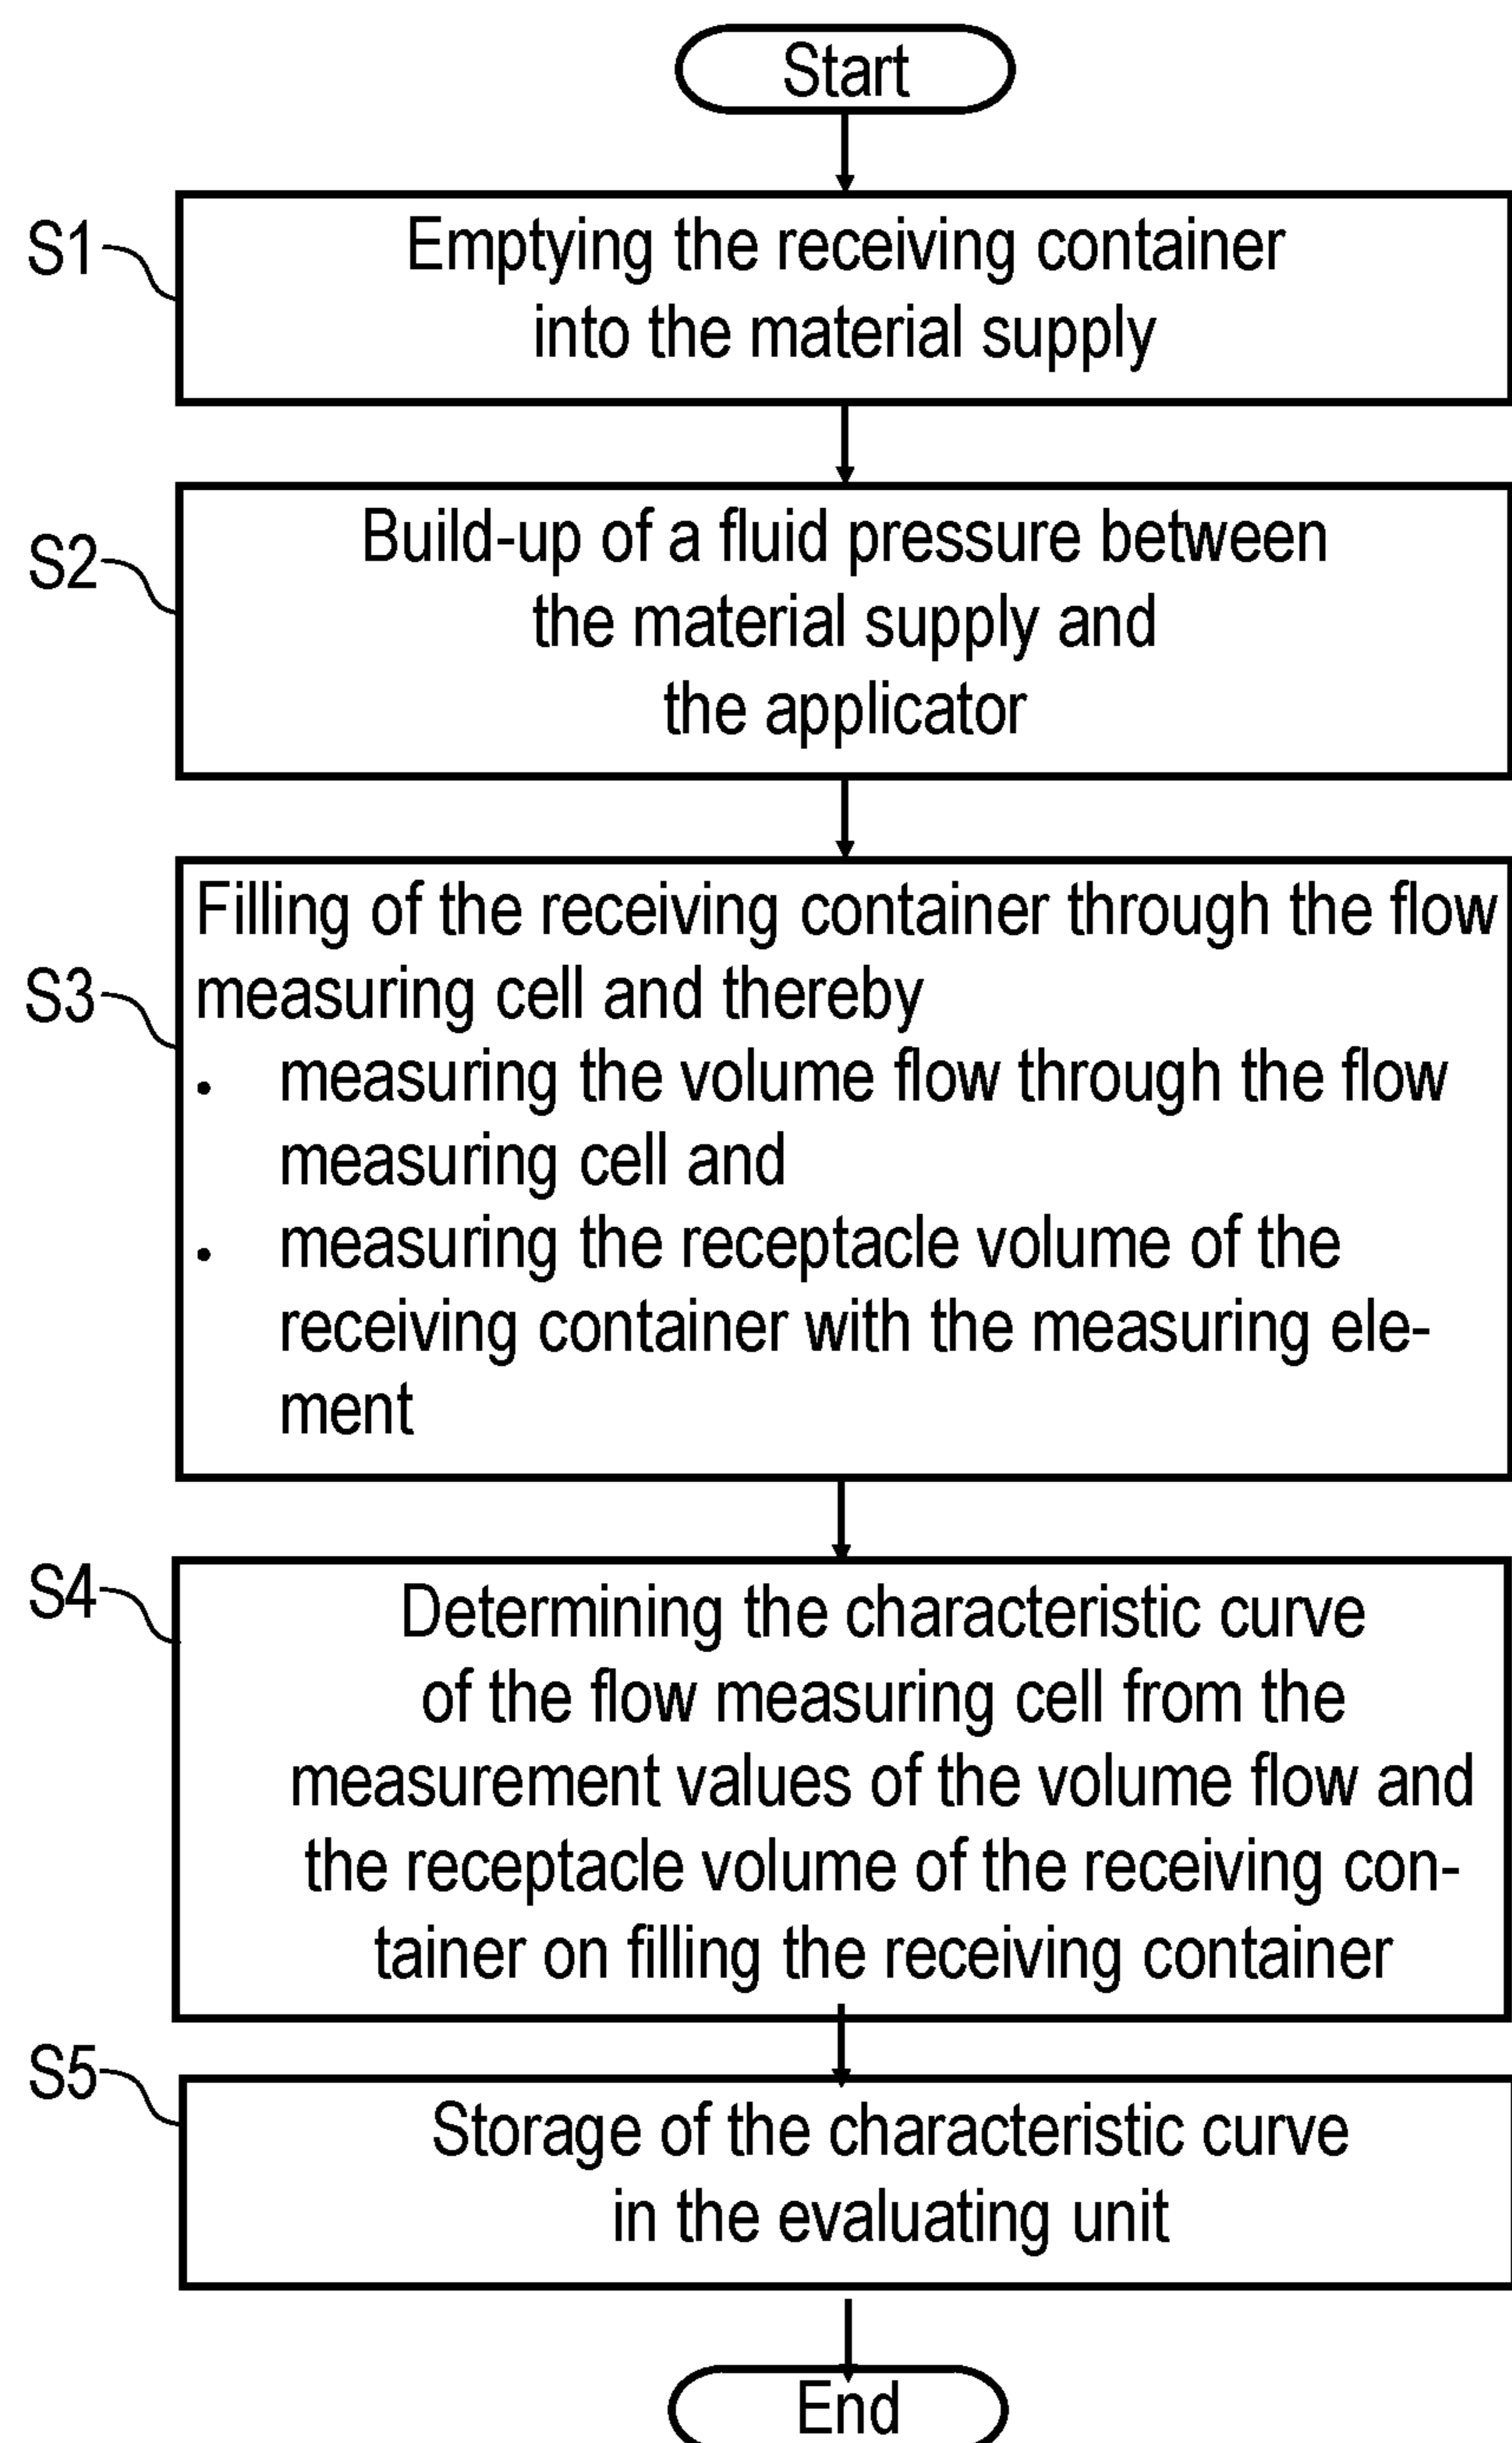 Start
S1
Emptying the receiving container
into the material supply
S2
Build-up of a fluid pressure between
the material supply and
the applicator
S3
Filling of the receiving container through the flow
measuring cell and thereby
• measuring the volume flow through the flow
measuring cell and
• measuring the receptacle volume of the
receiving container with the measuring ele-
ment
S4
Determining the characteristic curve
of the flow measuring cell from the
measurement values of the volume flow and
the receptacle volume of the receiving con-
tainer on filling the receiving container
S5
Storage of the characteristic curve
in the evaluating unit
End